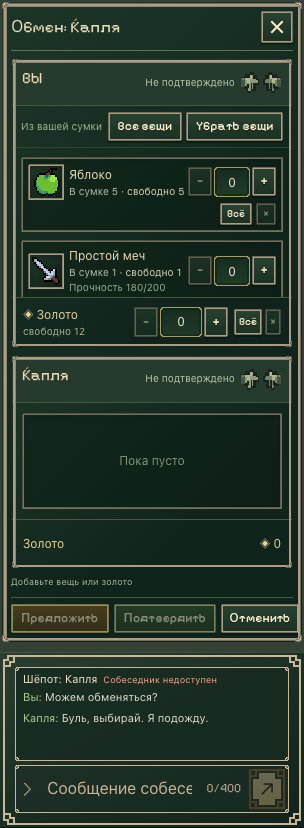 Обмен: Капля
ВЫ
Не подтверждено
Из вашей сумки
Все вещи
Убрать вещи
Яблоко
В сумке 5 · свободно 5
− 0 +
Всё ×
Простой меч
В сумке 1 · свободно 1
Прочность 180/200
− 0 +
Золото
свободно 12
− 0 + Всё ×
Капля
Не подтверждено
Пока пусто
Золото
0
Добавьте вещь или золото
Предложить
Подтвердить
Отменить
Шёпот: Капля Собеседник недоступен
Вы: Можем обменяться?
Капля: Буль, выбирай. Я подожду.
Сообщение собесе
0/400